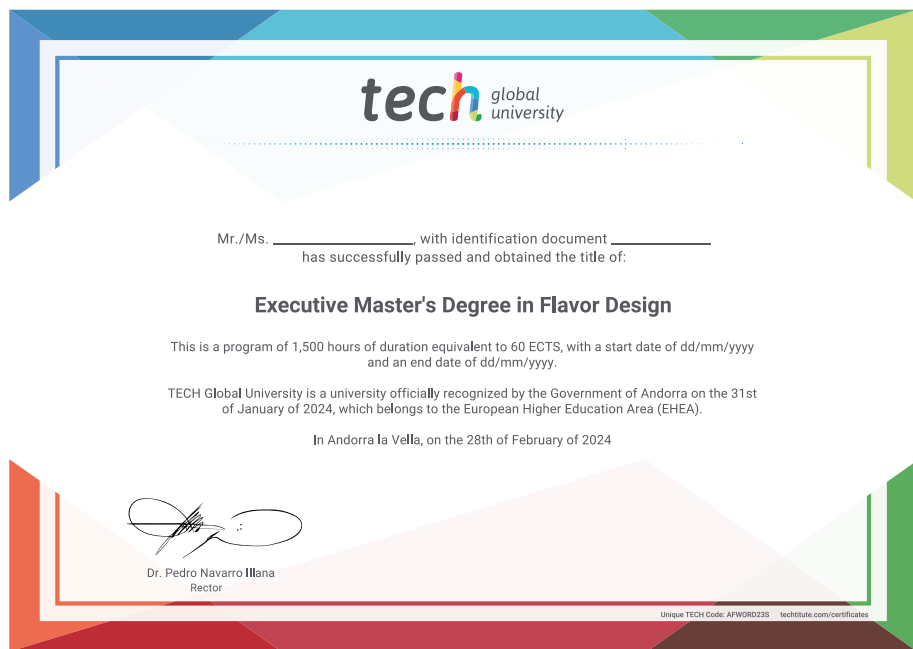 tech global university
Mr./Ms. ____________________, with identification document ______________
has successfully passed and obtained the title of:
Executive Master's Degree in Flavor Design
This is a program of 1,500 hours of duration equivalent to 60 ECTS, with a start date of dd/mm/yyyy
and an end date of dd/mm/yyyy.
TECH Global University is a university officially recognized by the Government of Andorra on the 31st
of January of 2024, which belongs to the European Higher Education Area (EHEA).
In Andorra la Vella, on the 28th of February of 2024
Dr. Pedro Navarro Illana
Rector
Unique TECH Code: AFWORD23S techtitute.com/certificates